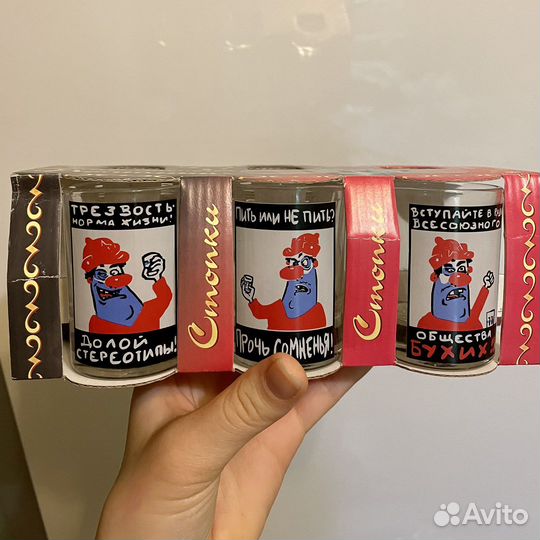 ТРЕЗВОСТЬ-
НОРМА ЖИЗНИ?
ДОЛОЙ
СТЕРЕОТИПЫ!
Стопки
ПИТЬ ИЛИ НЕ ПИТЬ?
ПРОЧЬ СОМНЕНЬЯ!
Стопки
ВСТУПАЙТЕ В
ВСЕСОЮЗНОГО
ОБЩЕСТВА
БУХИХ!
Avito